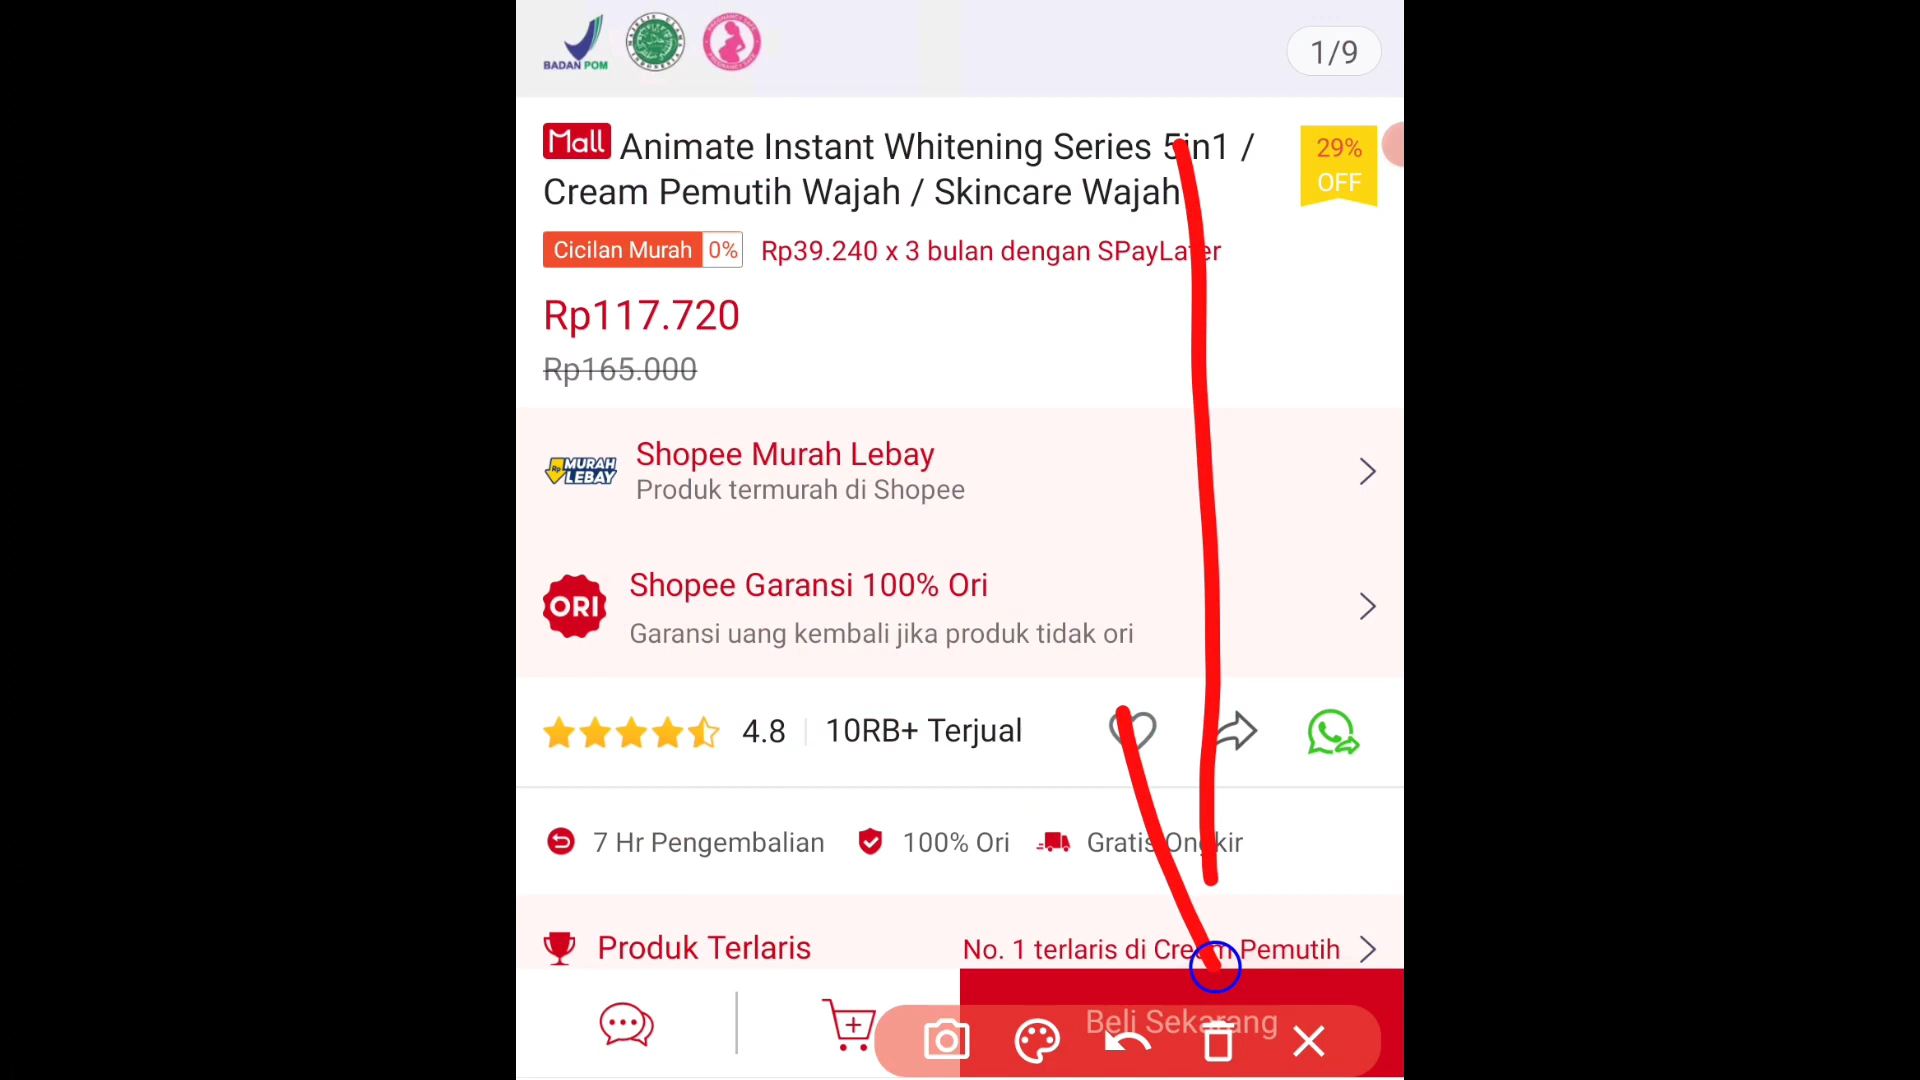 BADAN POM
1/9
Mall Animate Instant Whitening Series 5in1 /
Cream Pemutih Wajah / Skincare Wajah
29%
OFF
Cicilan Murah 0% Rp39.240 x 3 bulan dengan SPayLater
Rp117.720
Rp165.000
Rp MURAH LEBAY
Shopee Murah Lebay
Produk termurah di Shopee
ORI
Shopee Garansi 100% Ori
Garansi uang kembali jika produk tidak ori
4.8 10RB+ Terjual
7 Hr Pengembalian 100% Ori Gratis Ongkir
Produk Terlaris No. 1 terlaris di Cream Pemutih
Beli Sekarang